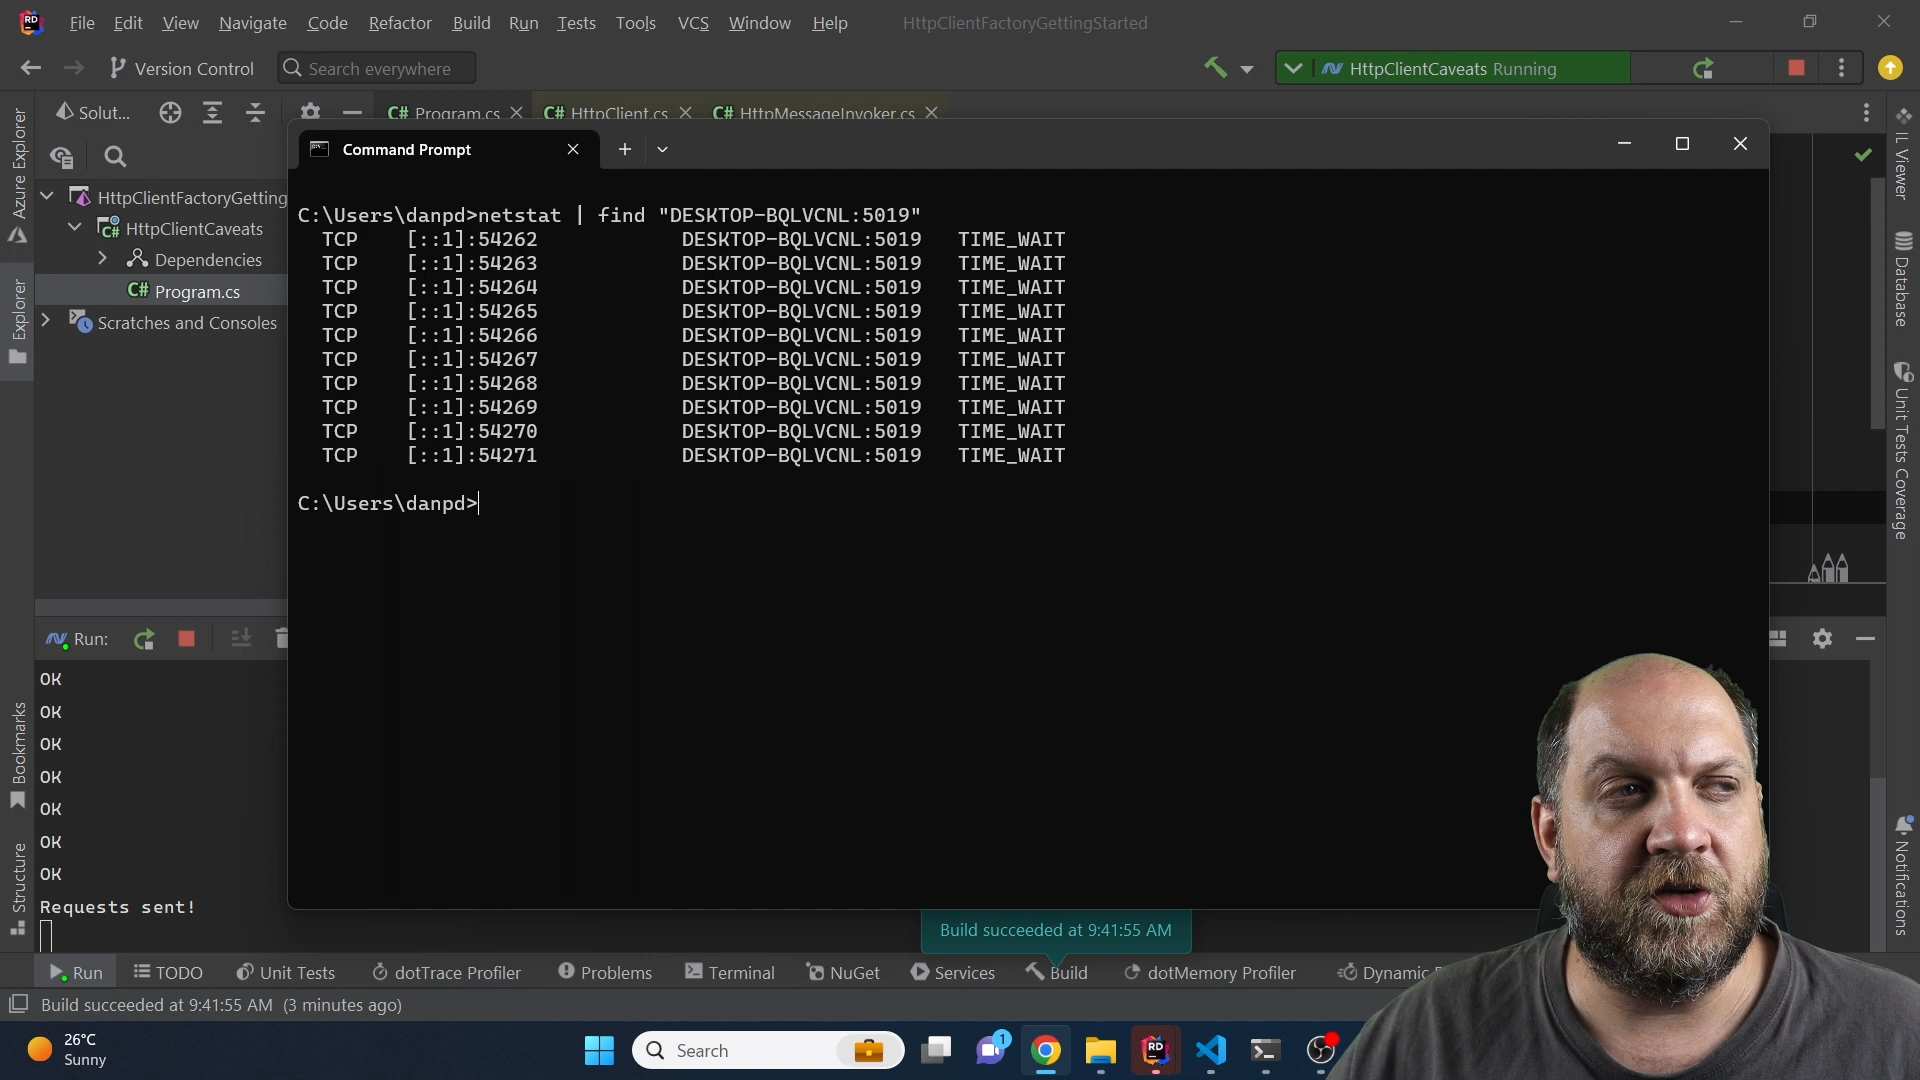 File Edit View Navigate Code Refactor Build Run Tests Tools VCS Window Help HttpClientFactoryGettingStarted
Version Control Search everywhere HttpClientCaveats Running
Solut... C# Program.cs C# HttpClient.cs C# HttpMessageInvoker.cs
Command Prompt
HttpClientFactoryGetting
HttpClientCaveats
Dependencies
C# Program.cs
Scratches and Consoles
C:\Users\danpd>netstat | find "DESKTOP-BQLVCNL:5019"
TCP [::1]:54262 DESKTOP-BQLVCNL:5019 TIME_WAIT
TCP [::1]:54263 DESKTOP-BQLVCNL:5019 TIME_WAIT
TCP [::1]:54264 DESKTOP-BQLVCNL:5019 TIME_WAIT
TCP [::1]:54265 DESKTOP-BQLVCNL:5019 TIME_WAIT
TCP [::1]:54266 DESKTOP-BQLVCNL:5019 TIME_WAIT
TCP [::1]:54267 DESKTOP-BQLVCNL:5019 TIME_WAIT
TCP [::1]:54268 DESKTOP-BQLVCNL:5019 TIME_WAIT
TCP [::1]:54269 DESKTOP-BQLVCNL:5019 TIME_WAIT
TCP [::1]:54270 DESKTOP-BQLVCNL:5019 TIME_WAIT
TCP [::1]:54271 DESKTOP-BQLVCNL:5019 TIME_WAIT
C:\Users\danpd>
Azure Explorer
Explorer
Bookmarks
Structure
IL Viewer
Database
Unit Tests Coverage
Notifications
Run:
OK
OK
OK
OK
OK
OK
OK
Requests sent!
Build succeeded at 9:41:55 AM
Run TODO Unit Tests dotTrace Profiler Problems Terminal NuGet Services Build dotMemory Profiler Dynamic
Build succeeded at 9:41:55 AM (3 minutes ago)
26°C
Sunny
Search
1
RD